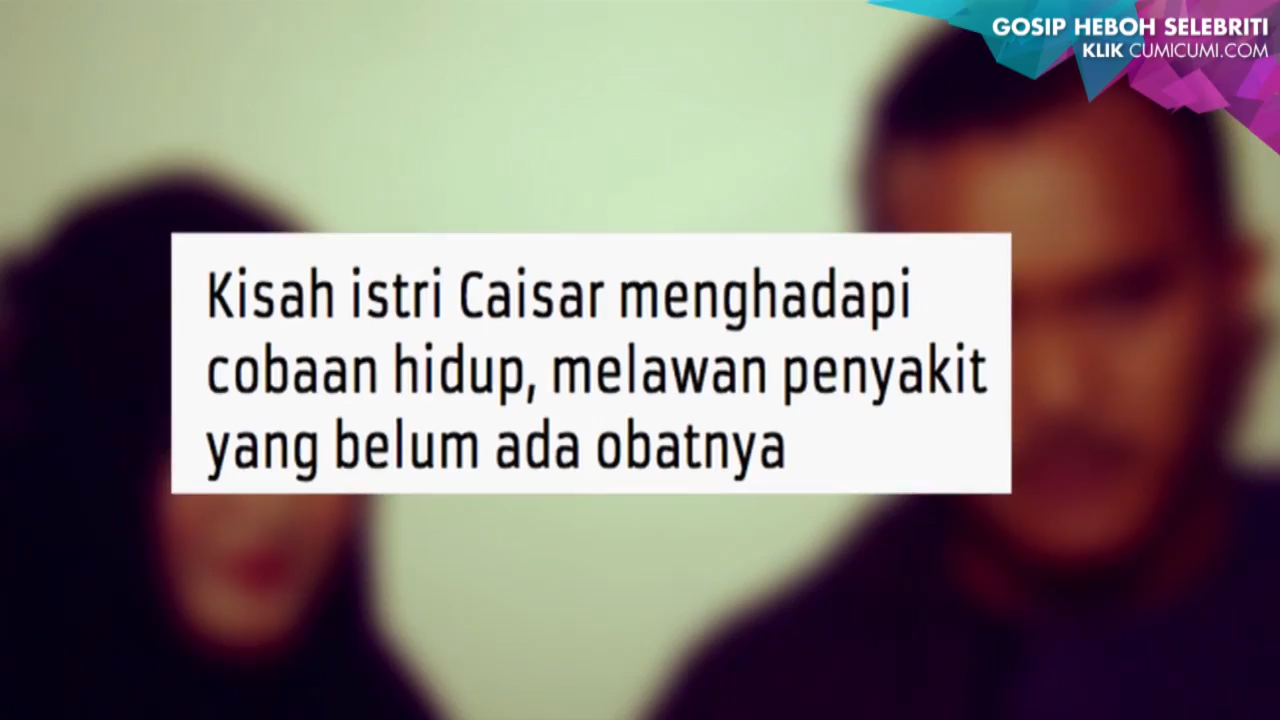 GOSIP HEBOH SELEBRITI
KLIK CUMICUMI.COM
Kisah istri Caisar menghadapi
cobaan hidup, melawan penyakit
yang belum ada obatnya